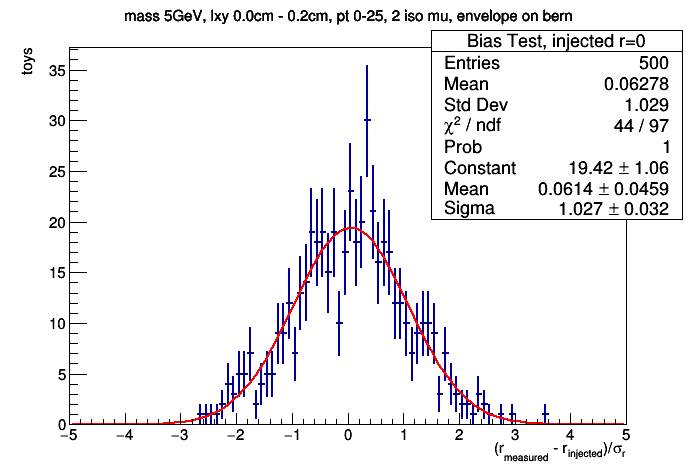 mass 5GeV, lxy 0.0cm - 0.2cm, pt 0-25, 2 iso mu, envelope on bern
Bias Test, injected r=0
Entries 500
Mean 0.06278
Std Dev 1.029
χ² / ndf 44 / 97
Prob 1
Constant 19.42 ± 1.06
Mean 0.0614 ± 0.0459
Sigma 1.027 ± 0.032
toys
35
30
25
20
15
10
5
0
−5 −4 −3 −2 −1 0 1 2 3 4 5
(r_measured - r_injected)/σ_r